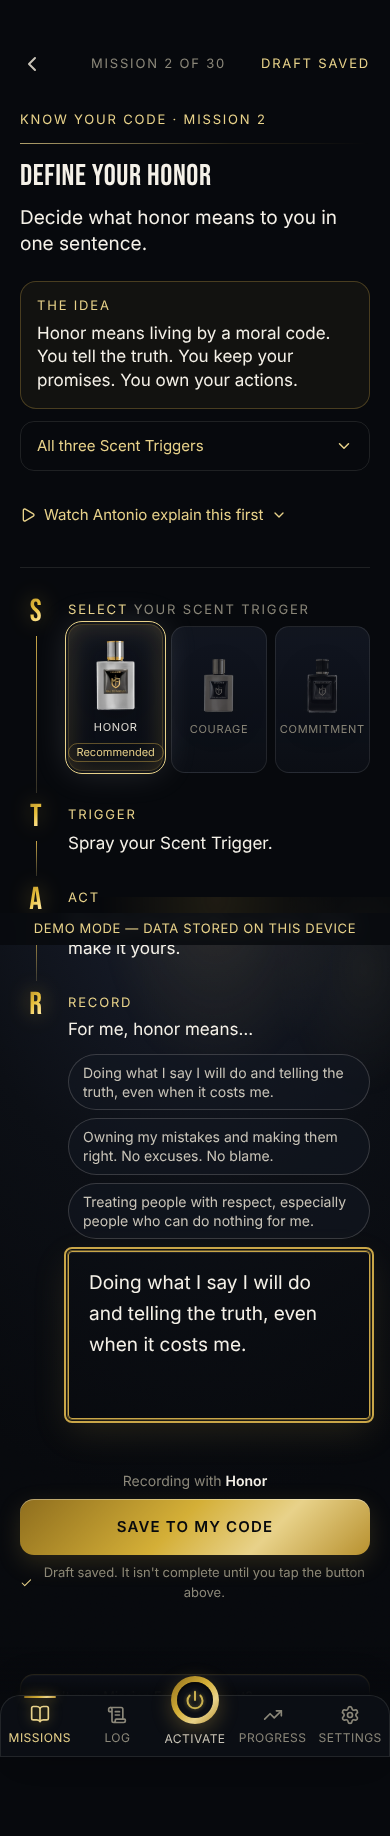 MISSION 2 OF 30
DRAFT SAVED
KNOW YOUR CODE · MISSION 2
DEFINE YOUR HONOR
Decide what honor means to you in
one sentence.
THE IDEA
Honor means living by a moral code.
You tell the truth. You keep your
promises. You own your actions.
All three Scent Triggers
Watch Antonio explain this first
S
SELECT YOUR SCENT TRIGGER
HONOR
Recommended
COURAGE
COMMITMENT
T
TRIGGER
Spray your Scent Trigger.
A
ACT
DEMO MODE — DATA STORED ON THIS DEVICE
make it yours.
R
RECORD
For me, honor means...
Doing what I say I will do and telling the
truth, even when it costs me.
Owning my mistakes and making them
right. No excuses. No blame.
Treating people with respect, especially
people who can do nothing for me.
Doing what I say I will do
and telling the truth, even
when it costs me.
Recording with Honor
SAVE TO MY CODE
Draft saved. It isn't complete until you tap the button
above.
MISSIONS
LOG
ACTIVATE
PROGRESS
SETTINGS